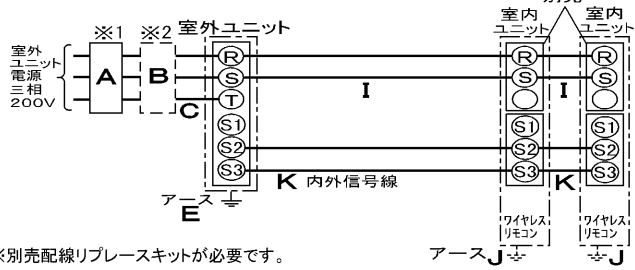 別売
※1 ※2 室外ユニット 室内ユニット 室内ユニット
室外
ユニット
電源
三相
200V
A B C
R R R
S I S I S
T
S1 S1 S1
S2 S2 S2
S3 K 内外信号線 S3 K S3
アース
E
ワイヤレス
リモコン
ワイヤレス
リモコン
アース J J
※別売配線リプレースキットが必要です。